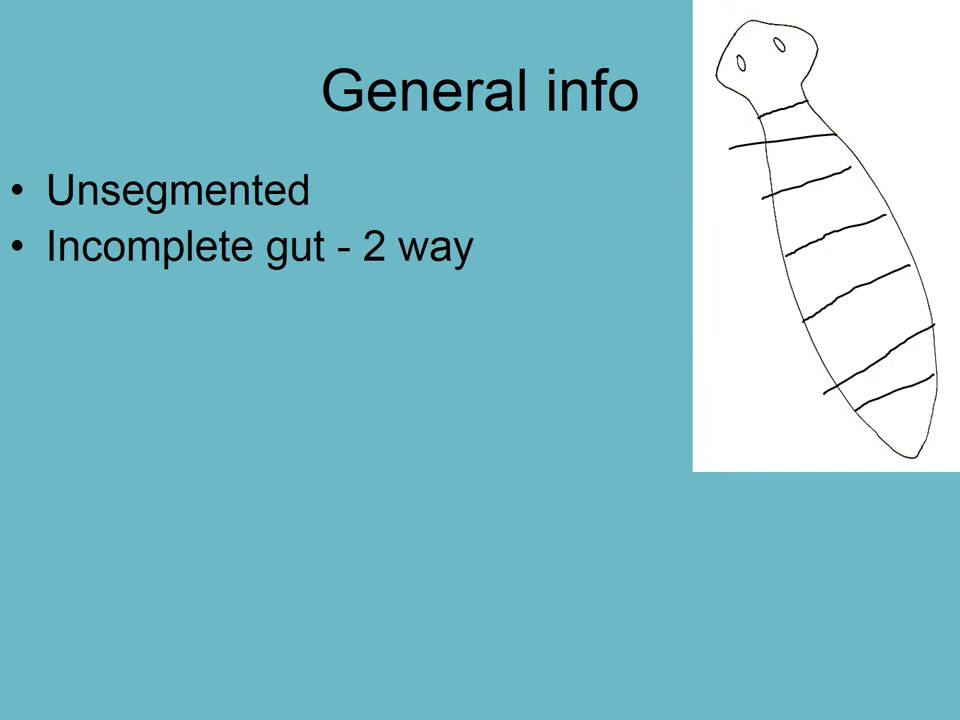 General info
• Unsegmented
• Incomplete gut - 2 way